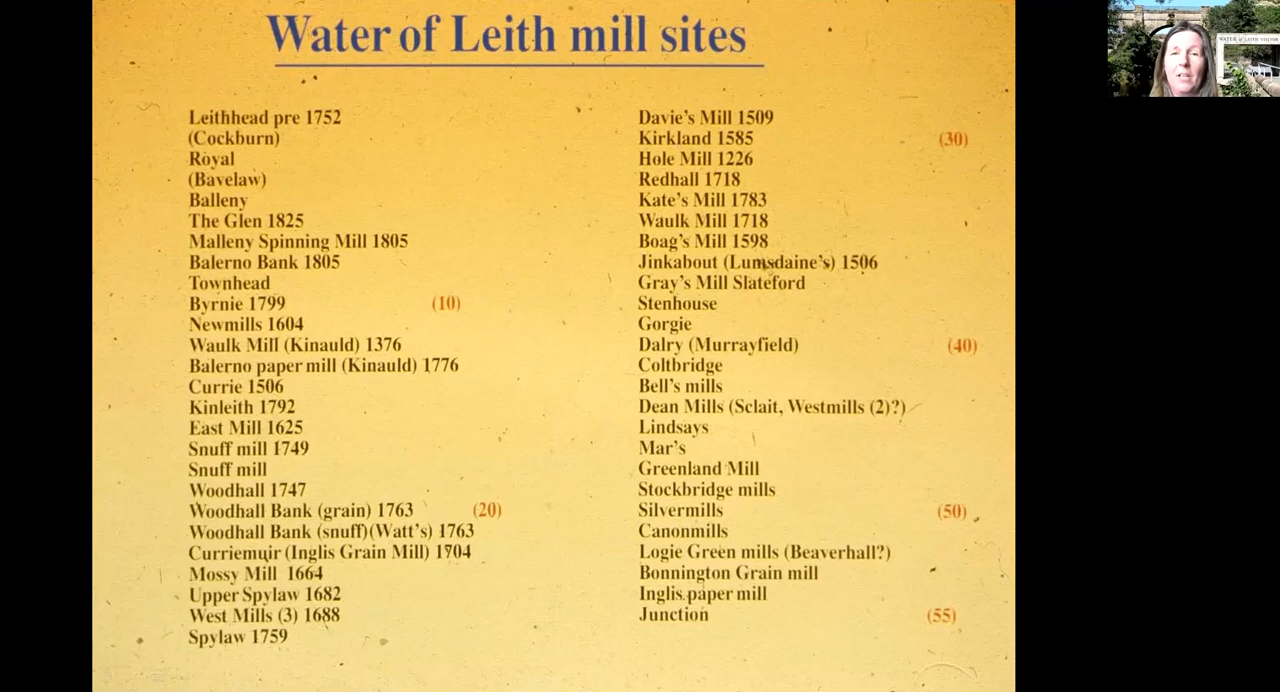 Water of Leith mill sites
Leithhead pre 1752
(Cockburn)
Royal
(Bavelaw)
Balleny
The Glen 1825
Malleny Spinning Mill 1805
Balerno Bank 1805
Townhead
Byrnie 1799 (10)
Newmills 1604
Waulk Mill (Kinauld) 1376
Balerno paper mill (Kinauld) 1776
Currie 1506
Kinleith 1792
East Mill 1625
Snuff mill 1749
Snuff mill
Woodhall 1747
Woodhall Bank (grain) 1763 (20)
Woodhall Bank (snuff)(Watt's) 1763
Curriemuir (Inglis Grain Mill) 1704
Mossy Mill 1664
Upper Spylaw 1682
West Mills (3) 1688
Spylaw 1759
Davie's Mill 1509
Kirkland 1585 (30)
Hole Mill 1226
Redhall 1718
Kate's Mill 1783
Waulk Mill 1718
Boag's Mill 1598
Jinkabout (Lumsdaine's) 1506
Gray's Mill Slateford
Stenhouse
Gorgie
Dalry (Murrayfield) (40)
Coltbridge
Bell's mills
Dean Mills (Sclait, Westmills (2)?)
Lindsays
Mar's
Greenland Mill
Stockbridge mills
Silvermills (50)
Canonmills
Logie Green mills (Beaverhall?)
Bonnington Grain mill
Inglis paper mill
Junction (55)
WATER of LEITH VISITOR